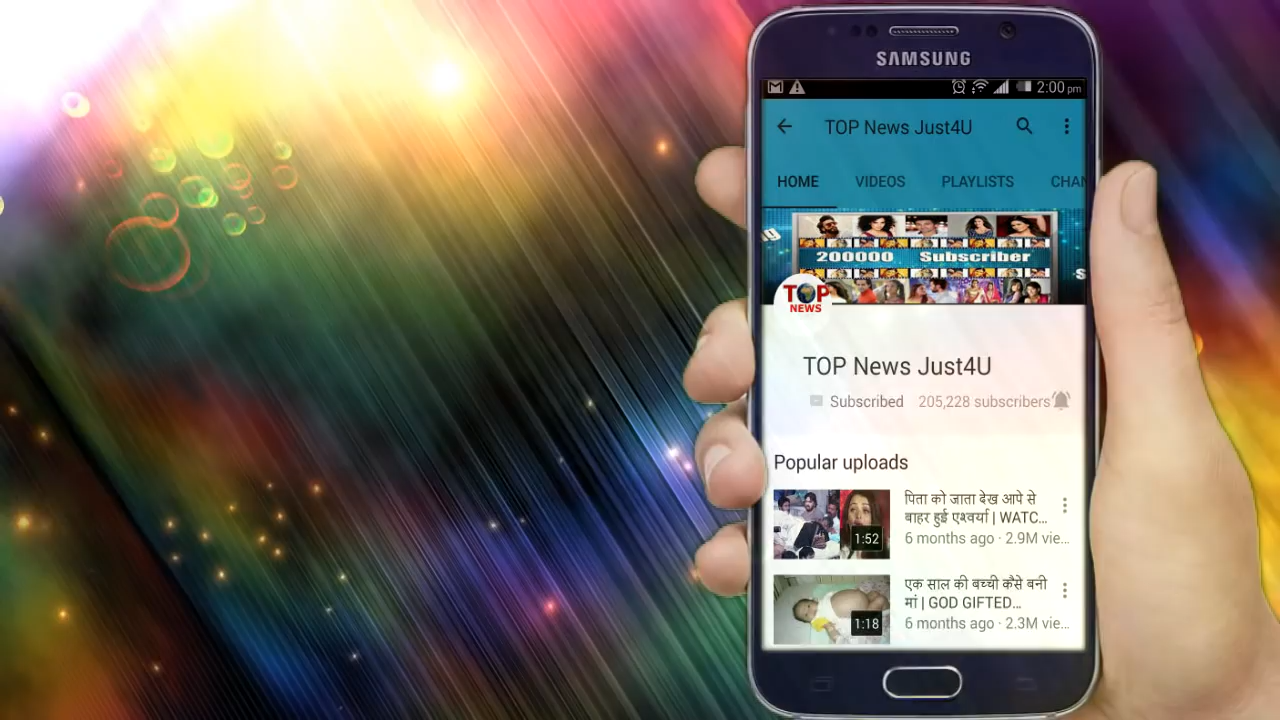 SAMSUNG
2:00 pm
TOP News Just4U
HOME VIDEOS PLAYLISTS CHAN
200000 Subscriber
TOP
NEWS
TOP News Just4U
Subscribed 205,228 subscribers
Popular uploads
पिता को जाता देख आपे से
बाहर हुई एश्वर्या | WATC...
6 months ago · 2.9M vie...
1:52
एक साल की बच्ची कैसे बनी
मां | GOD GIFTED...
6 months ago · 2.3M vie...
1:18